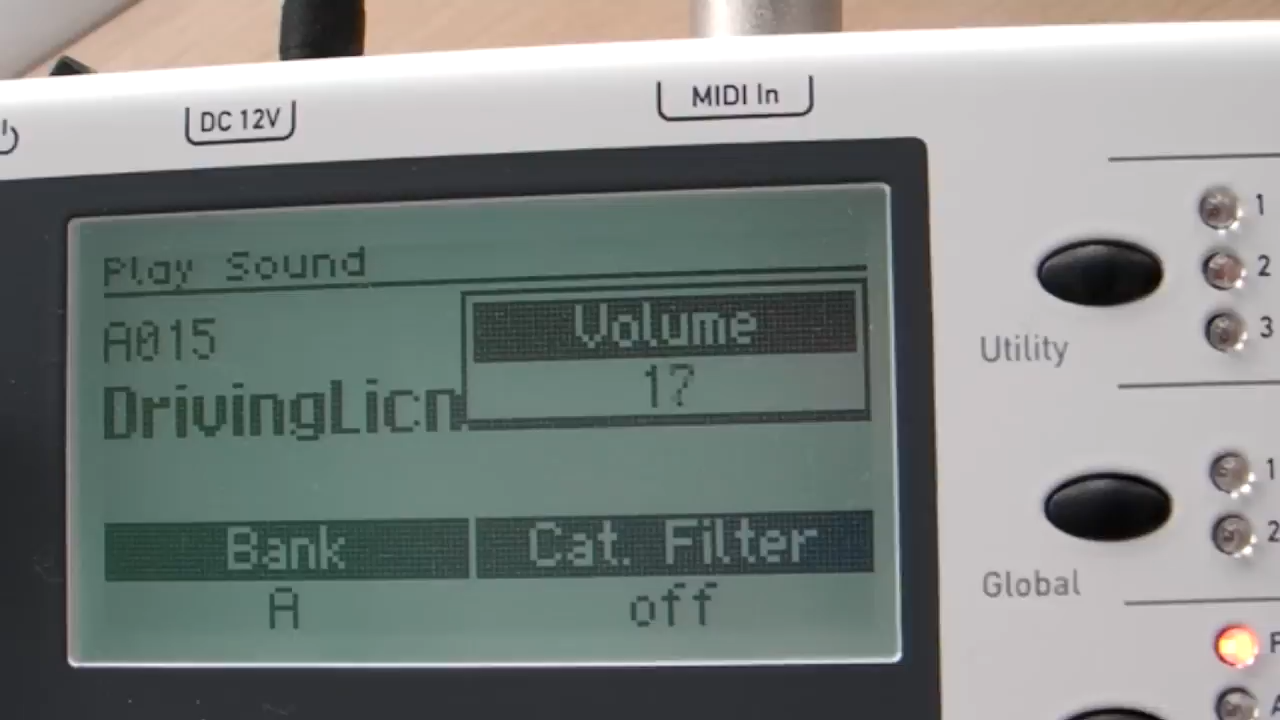 DC 12V
MIDI In
Play Sound
A015
DrivingLicn
Volume
17
Bank
Cat. Filter
A
off
1
2
3
Utility
1
2
Global